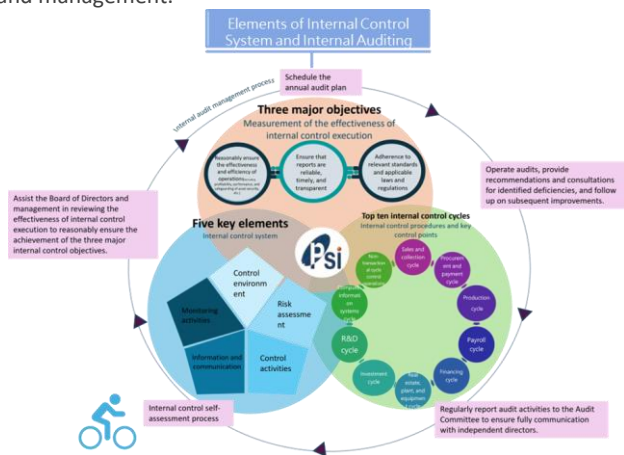 and management.
Elements of Internal Control
System and Internal Auditing
Internal audit management process
Schedule the
annual audit plan
Three major objectives
Measurement of the effectiveness of
internal control execution
Reasonably ensure
the effectiveness
and efficiency of
operations
Ensure that
reports are
reliable,
timely, and
transparent
Adherence to
relevant standards
and applicable
laws and
regulations
Operate audits, provide
recommendations and consultations
for identified deficiencies, and follow
up on subsequent improvements.
Assist the Board of Directors and
management in reviewing the
effectiveness of internal control
execution to reasonably ensure the
achievement of the three major
internal control objectives.
Five key elements
Internal control system
Control
environm
ent
Risk
assessme
nt
Monitoring
activities
Information and
communication
Control
activities
Psi
Top ten internal control cycles
Internal control procedures and key
control points
Sales and
collection
cycle
Procurem
ent and
payment
cycle
Production
cycle
Payroll
cycle
Financing
cycle
estate,
plant and
equipmen
Investment
cycle
R&D
cycle
informati
on
systems cycle
Internal control self-
assessment process
Regularly report audit activities to the Audit
Committee to ensure fully communication
with independent directors.